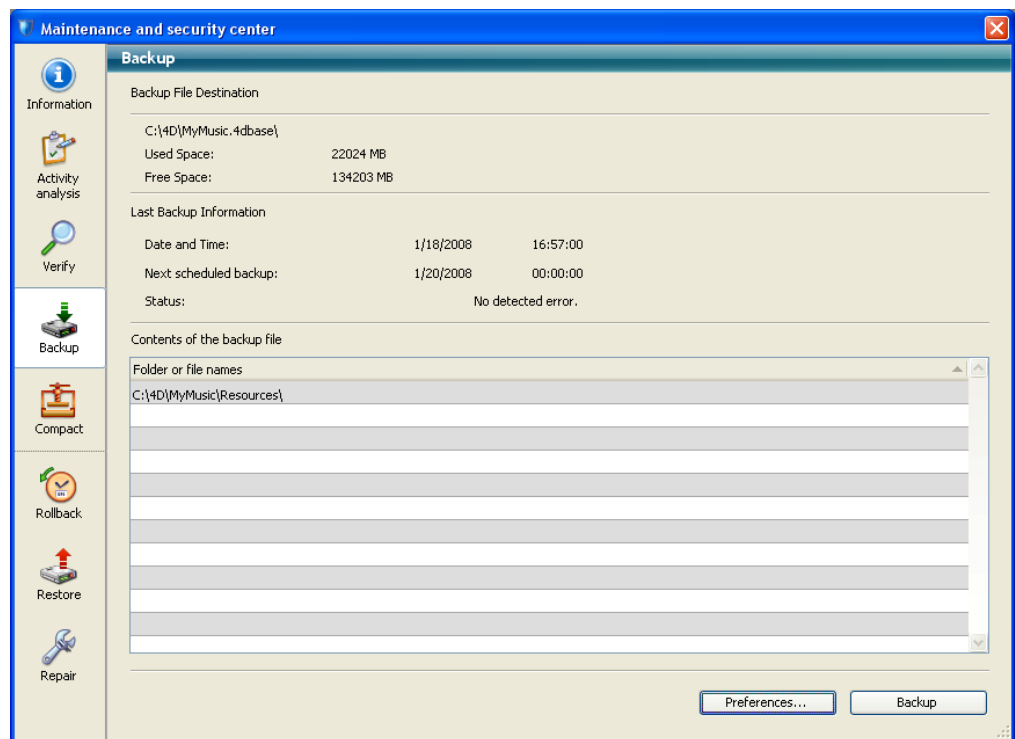 Maintenance and security center
Information
Activity
analysis
Verify
Backup
Compact
Rollback
Restore
Repair
Backup
Backup File Destination
C:\4D\MyMusic.4dbase\
Used Space: 22024 MB
Free Space: 134203 MB
Last Backup Information
Date and Time: 1/18/2008 16:57:00
Next scheduled backup: 1/20/2008 00:00:00
Status: No detected error.
Contents of the backup file
Folder or file names
C:\4D\MyMusic\Resources\
Preferences... Backup